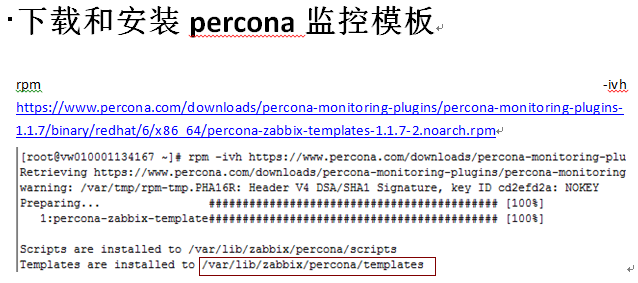 ·下载和安装 percona 监控模板
rpm -ivh
https://www.percona.com/downloads/percona-monitoring-plugins/percona-monitoring-plugins-
1.1.7/binary/redhat/6/x86_64/percona-zabbix-templates-1.1.7-2.noarch.rpm
[root@vw010001134167 ~]# rpm -ivh https://www.percona.com/downloads/percona-monitoring-plu
Retrieving https://www.percona.com/downloads/percona-monitoring-plugins/percona-monitoring
warning: /var/tmp/rpm-tmp.PHA16R: Header V4 DSA/SHA1 Signature, key ID cd2efd2a: NOKEY
Preparing... ########################################### [100%]
1:percona-zabbix-template########################################### [100%]
Scripts are installed to /var/lib/zabbix/percona/scripts
Templates are installed to /var/lib/zabbix/percona/templates